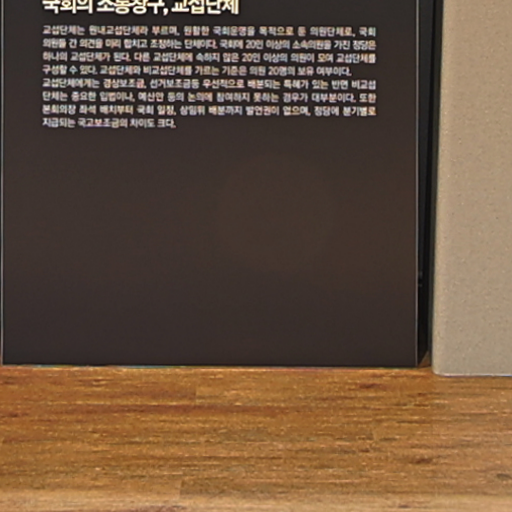 국회의 소통창구, 교섭단체
교섭단체는 원내교섭단체라 부르며, 원활한 국회운영을 목적으로 둔 의원단체로, 국회
의원들 간 의견을 미리 합치고 조정하는 단체이다. 국회에 20인 이상의 소속의원을 가진 정당은
하나의 교섭단체가 된다. 다른 교섭단체에 속하지 않은 20인 이상의 의원이 모여 교섭단체를
구성할 수 있다. 교섭단체와 비교섭단체를 가르는 기준은 의원 20명의 보유 여부이다.
교섭단체에게는 경상보조금, 선거보조금등 우선적으로 배분되는 특혜가 있는 반면 비교섭
단체는 중요한 입법이나, 예산안 등의 논의에 참여하지 못하는 경우가 대부분이다. 또한
본회의장 좌석 배치부터 국회 일정, 상임위 배분까지 발언권이 없으며, 정당에 분기별로
지급되는 국고보조금의 차이도 크다.